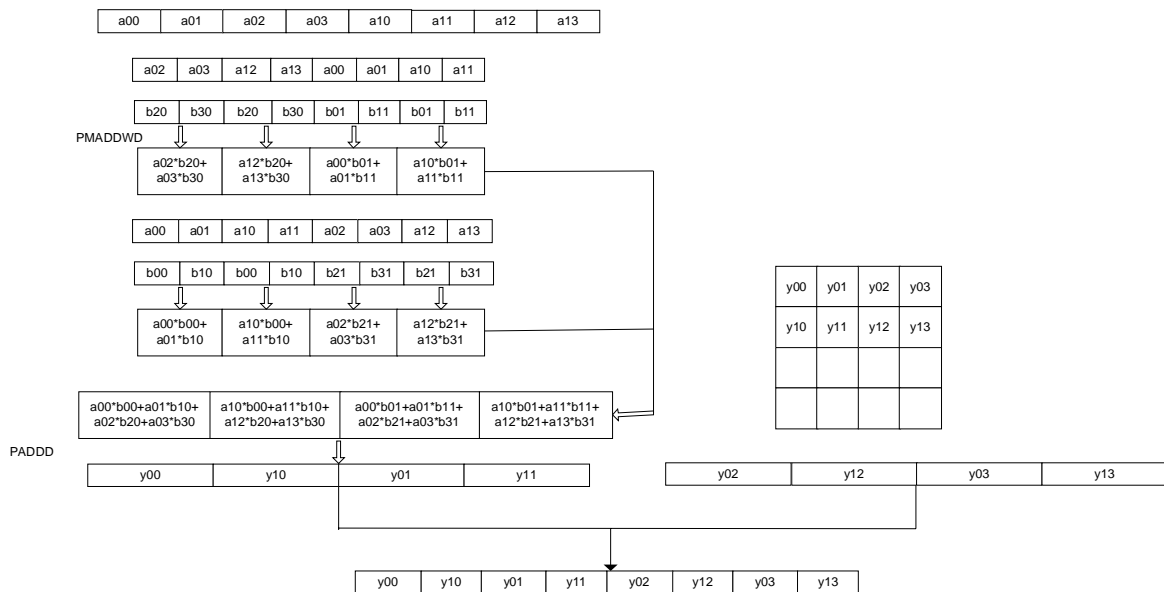 a00 a01 a02 a03 a10 a11 a12 a13
a02 a03 a12 a13 a00 a01 a10 a11
b20 b30 b20 b30 b01 b11 b01 b11
PMADDWD
a02*b20+ a12*b20+ a00*b01+ a10*b01+
a03*b30 a13*b30 a01*b11 a11*b11
a00 a01 a10 a11 a02 a03 a12 a13
b00 b10 b00 b10 b21 b31 b21 b31
a00*b00+ a10*b00+ a02*b21+ a12*b21+
a01*b10 a11*b10 a03*b31 a13*b31
y00 y01 y02 y03
y10 y11 y12 y13
a00*b00+a01*b10+ a10*b00+a11*b10+ a00*b01+a01*b11+ a10*b01+a11*b11+
a02*b20+a03*b30 a12*b20+a13*b30 a02*b21+a03*b31 a12*b21+a13*b31
PADDD
y00 y10 y01 y11
y02 y12 y03 y13
y00 y10 y01 y11 y02 y12 y03 y13